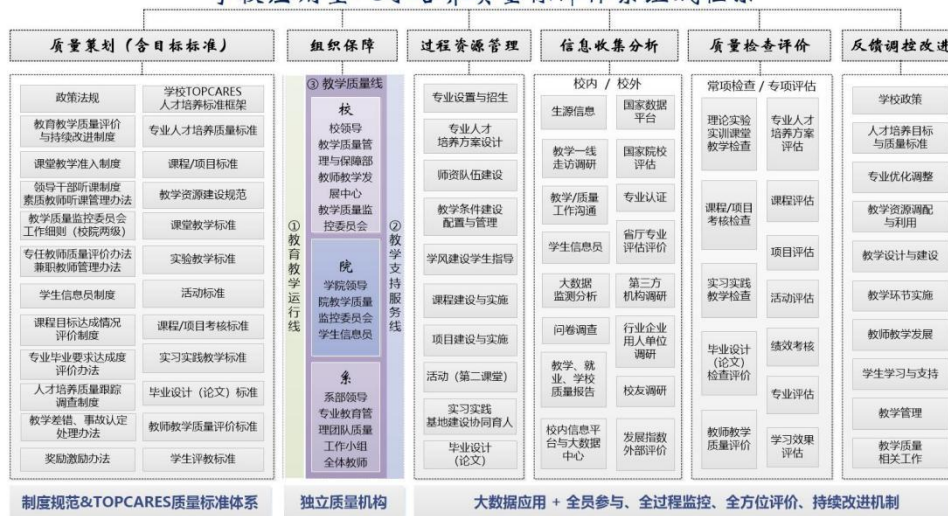 质量策划（含目标标准）
组织保障
过程资源管理
信息收集分析
质量检查评价
反馈调控改进
政策法规
教育教学质量评价
与持续改进制度
课堂教学准入制度
领导干部听课制度
素质教师听课管理办法
教学质量监控委员会
工作细则（校院两级）
专任教师质量评价办法
兼职教师管理办法
学生信息员制度
课程目标达成情况
评价制度
专业毕业要求达成度
评价办法
人才培养质量跟踪
调查制度
教学差错、事故认定
处理办法
奖励激励办法
学校TOPCARES
人才培养标准框架
专业人才培养质量标准
课程/项目标准
教学资源建设规范
课堂教学标准
实验教学标准
活动标准
课程/项目考核标准
实习实践教学标准
毕业设计（论文）标准
教师教学质量评价标准
学生评教标准
①教育教学运行线
③ 教学质量线
校
校领导
教学质量管
理与保障部
教师教学发
展中心
教学质量监
控委员会
院
学院领导
院教学质量
监控委员会
学生信息员
系
系部领导
专业教育管
理团队质量
工作小组
全体教师
②教学支持服务线
专业设置与招生
专业人才
培养方案设计
师资队伍建设
教学条件建设
配置与管理
学风建设学生指导
课程建设与实施
项目建设与实施
活动（第二课堂）
实习实践
基地建设协同育人
毕业设计
（论文）
校内 / 校外
生源信息
教学一线
走访调研
教学/质量
工作沟通
学生信息员
大数据
监测分析
问卷调查
教学、就
业、学校
质量报告
校内信息平
台与大数据
中心
国家数据
平台
国家院校
评估
专业认证
省厅专业
评估评价
第三方
机构调研
行业企业
用人单位
调研
校友调研
发展指数
外部评价
常项检查 / 专项评估
理论实验
实训课堂
教学检查
课程/项目
考核检查
实习实践
教学检查
毕业设计
（论文）
检查评价
教师教学
质量评价
专业人才
培养方案
评估
课程评估
项目评估
活动评估
绩效考核
专业评估
学习效果
评估
学校政策
人才培养目标
与质量标准
专业优化调整
教学资源调配
与利用
教学设计与建设
教学环节实施
教师教学发展
学生学习与支持
教学管理
教学质量
相关工作
制度规范&TOPCARES质量标准体系
独立质量机构
大数据应用 + 全员参与、全过程监控、全方位评价、持续改进机制